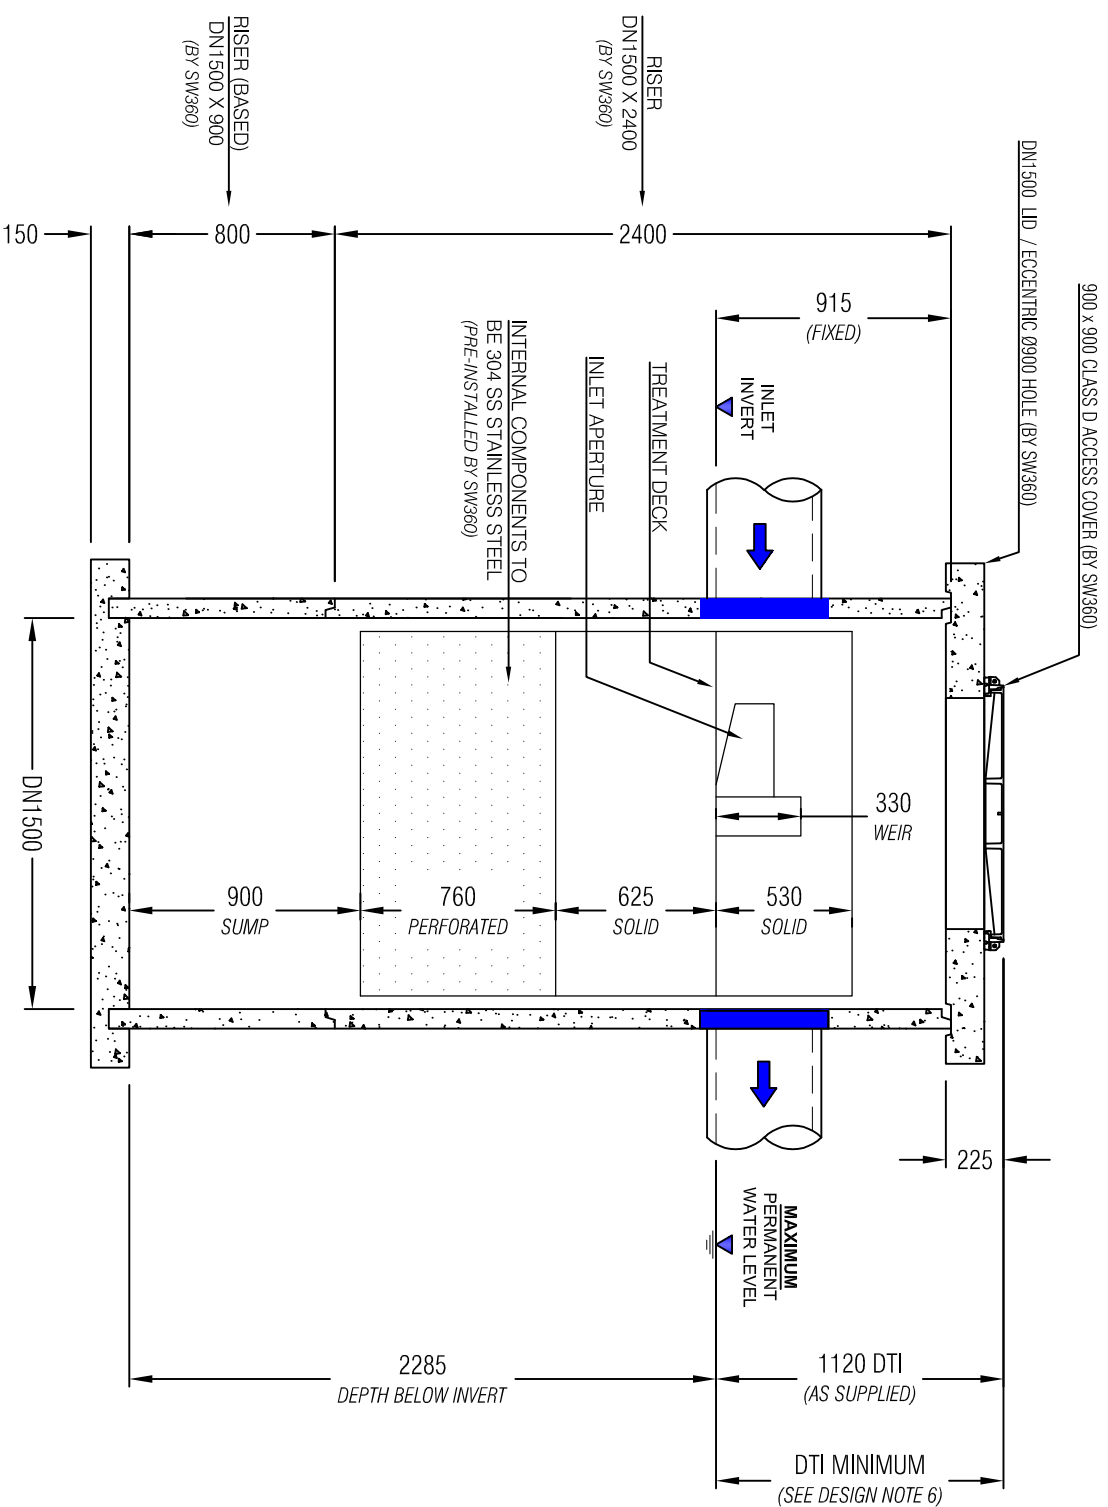 900 x 900 CLASS D ACCESS COVER (BY SW360)
DN1500 LID / ECCENTRIC Ø900 HOLE (BY SW360)
RISER
DN1500 X 2400
(BY SW360)
RISER (BASED)
DN1500 X 900
(BY SW360)
2400
800
150
915
(FIXED)
INLET
INVERT
TREATMENT DECK
INLET APERTURE
INTERNAL COMPONENTS TO
BE 304 SS STAINLESS STEEL
(PRE-INSTALLED BY SW360)
330
WEIR
530
SOLID
625
SOLID
760
PERFORATED
900
SUMP
DN1500
225
MAXIMUM
PERMANENT
WATER LEVEL
1120 DTI
(AS SUPPLIED)
2285
DEPTH BELOW INVERT
DTI MINIMUM
(SEE DESIGN NOTE 6)